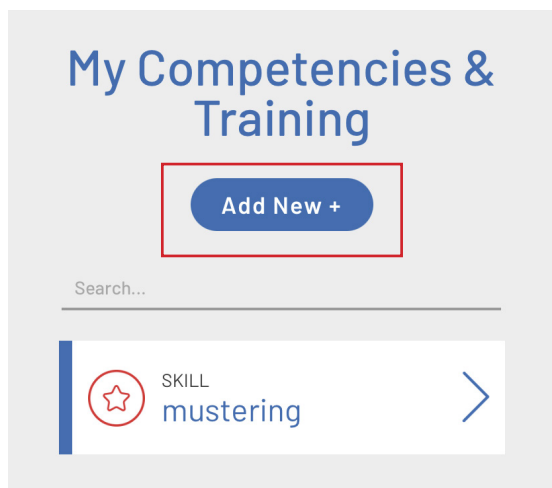 My Competencies &
Training
Add New +
Search...
SKILL
mustering